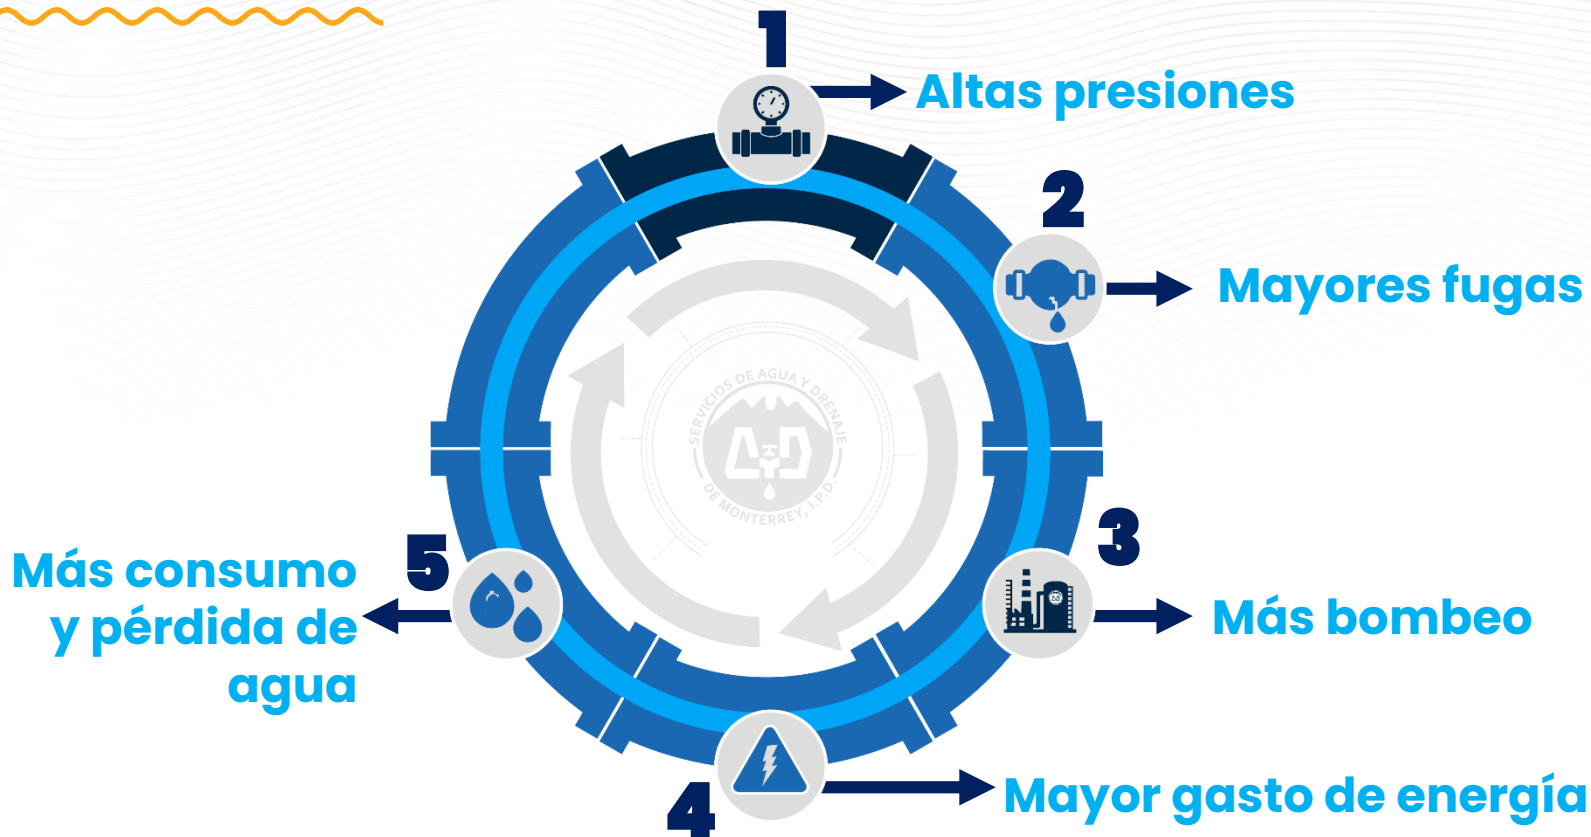 1
Altas presiones
2
Mayores fugas
SERVICIOS DE AGUA Y DRENAJE
DE MONTERREY, I.P.D.
3
Más bombeo
4
Mayor gasto de energía
5
Más consumo
y pérdida de
agua